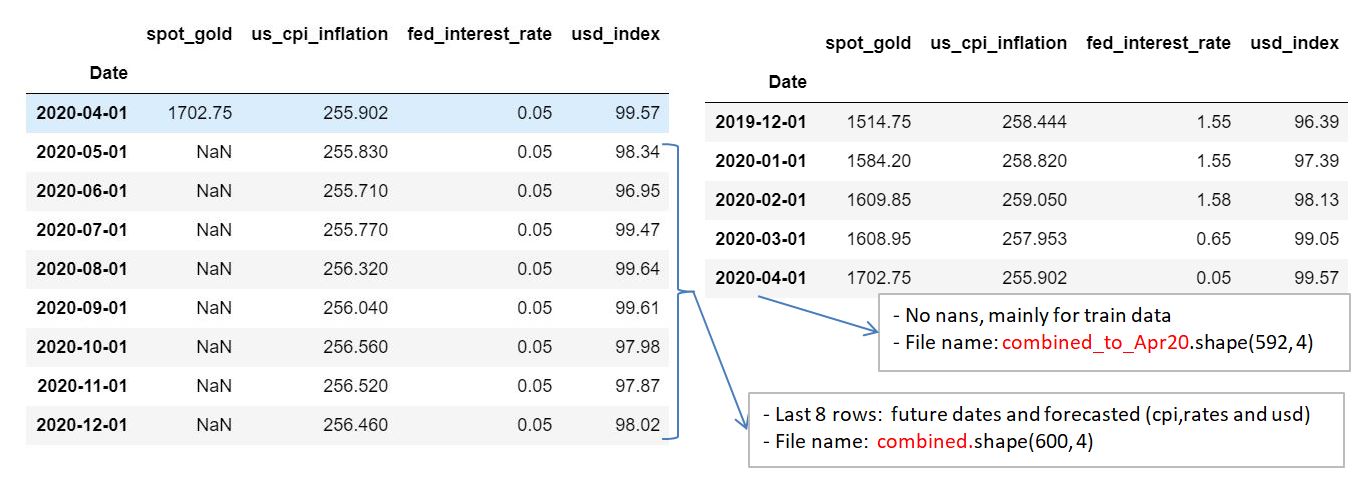 spot_gold us_cpi_inflation fed_interest_rate usd_index
Date
2020-04-01 1702.75 255.902 0.05 99.57
2020-05-01 NaN 255.830 0.05 98.34
2020-06-01 NaN 255.710 0.05 96.95
2020-07-01 NaN 255.770 0.05 99.47
2020-08-01 NaN 256.320 0.05 99.64
2020-09-01 NaN 256.040 0.05 99.61
2020-10-01 NaN 256.560 0.05 97.98
2020-11-01 NaN 256.520 0.05 97.87
2020-12-01 NaN 256.460 0.05 98.02
spot_gold us_cpi_inflation fed_interest_rate usd_index
Date
2019-12-01 1514.75 258.444 1.55 96.39
2020-01-01 1584.20 258.820 1.55 97.39
2020-02-01 1609.85 259.050 1.58 98.13
2020-03-01 1608.95 257.953 0.65 99.05
2020-04-01 1702.75 255.902 0.05 99.57
- No nans, mainly for train data
- File name: combined_to_Apr20.shape(592,4)
- Last 8 rows: future dates and forecasted (cpi,rates and usd)
- File name: combined.shape(600,4)